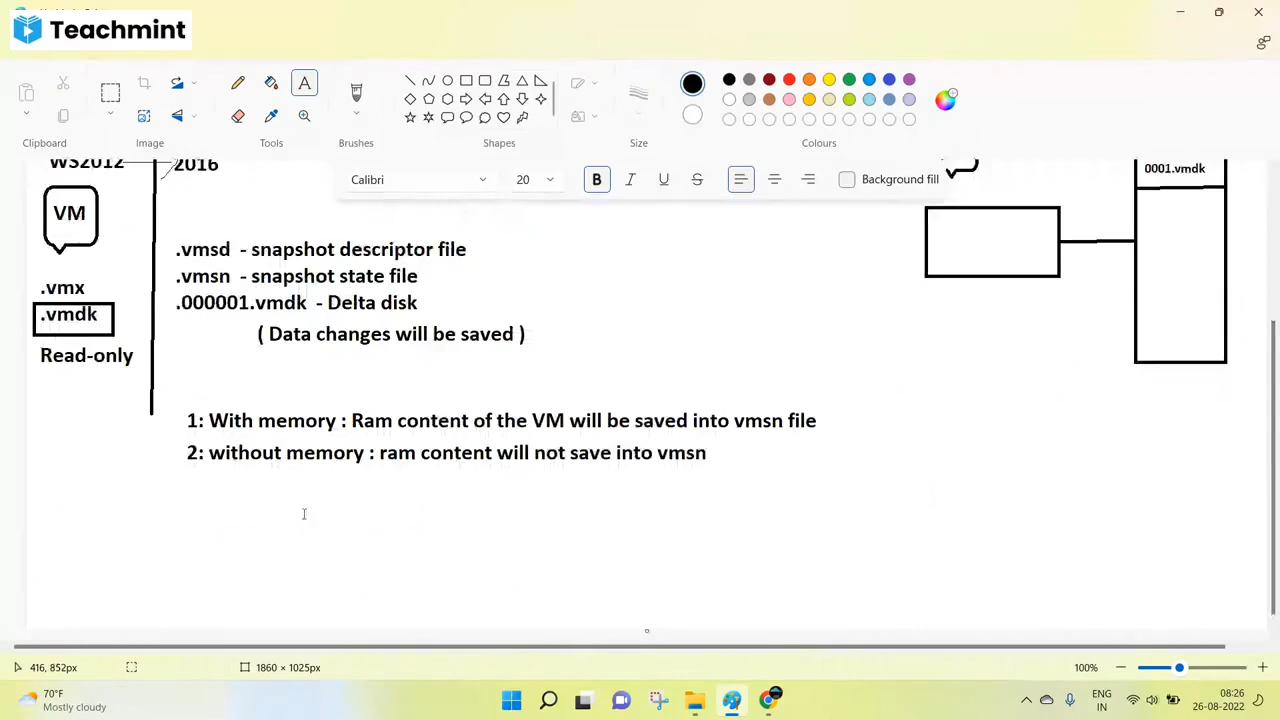 Teachmint
A
Clipboard
Image
Tools
Brushes
Shapes
Size
Colours
WS2012
2016
Calibri
20
B
I
U
Background fill
0001.vmdk
VM
.vmsd - snapshot descriptor file
.vmsn - snapshot state file
.vmx
.000001.vmdk - Delta disk
.vmdk
( Data changes will be saved )
Read-only
1: With memory : Ram content of the VM will be saved into vmsn file
2: without memory : ram content will not save into vmsn
416, 852px
1860 × 1025px
100%
70°F
Mostly cloudy
ENG
IN
08:26
26-08-2022